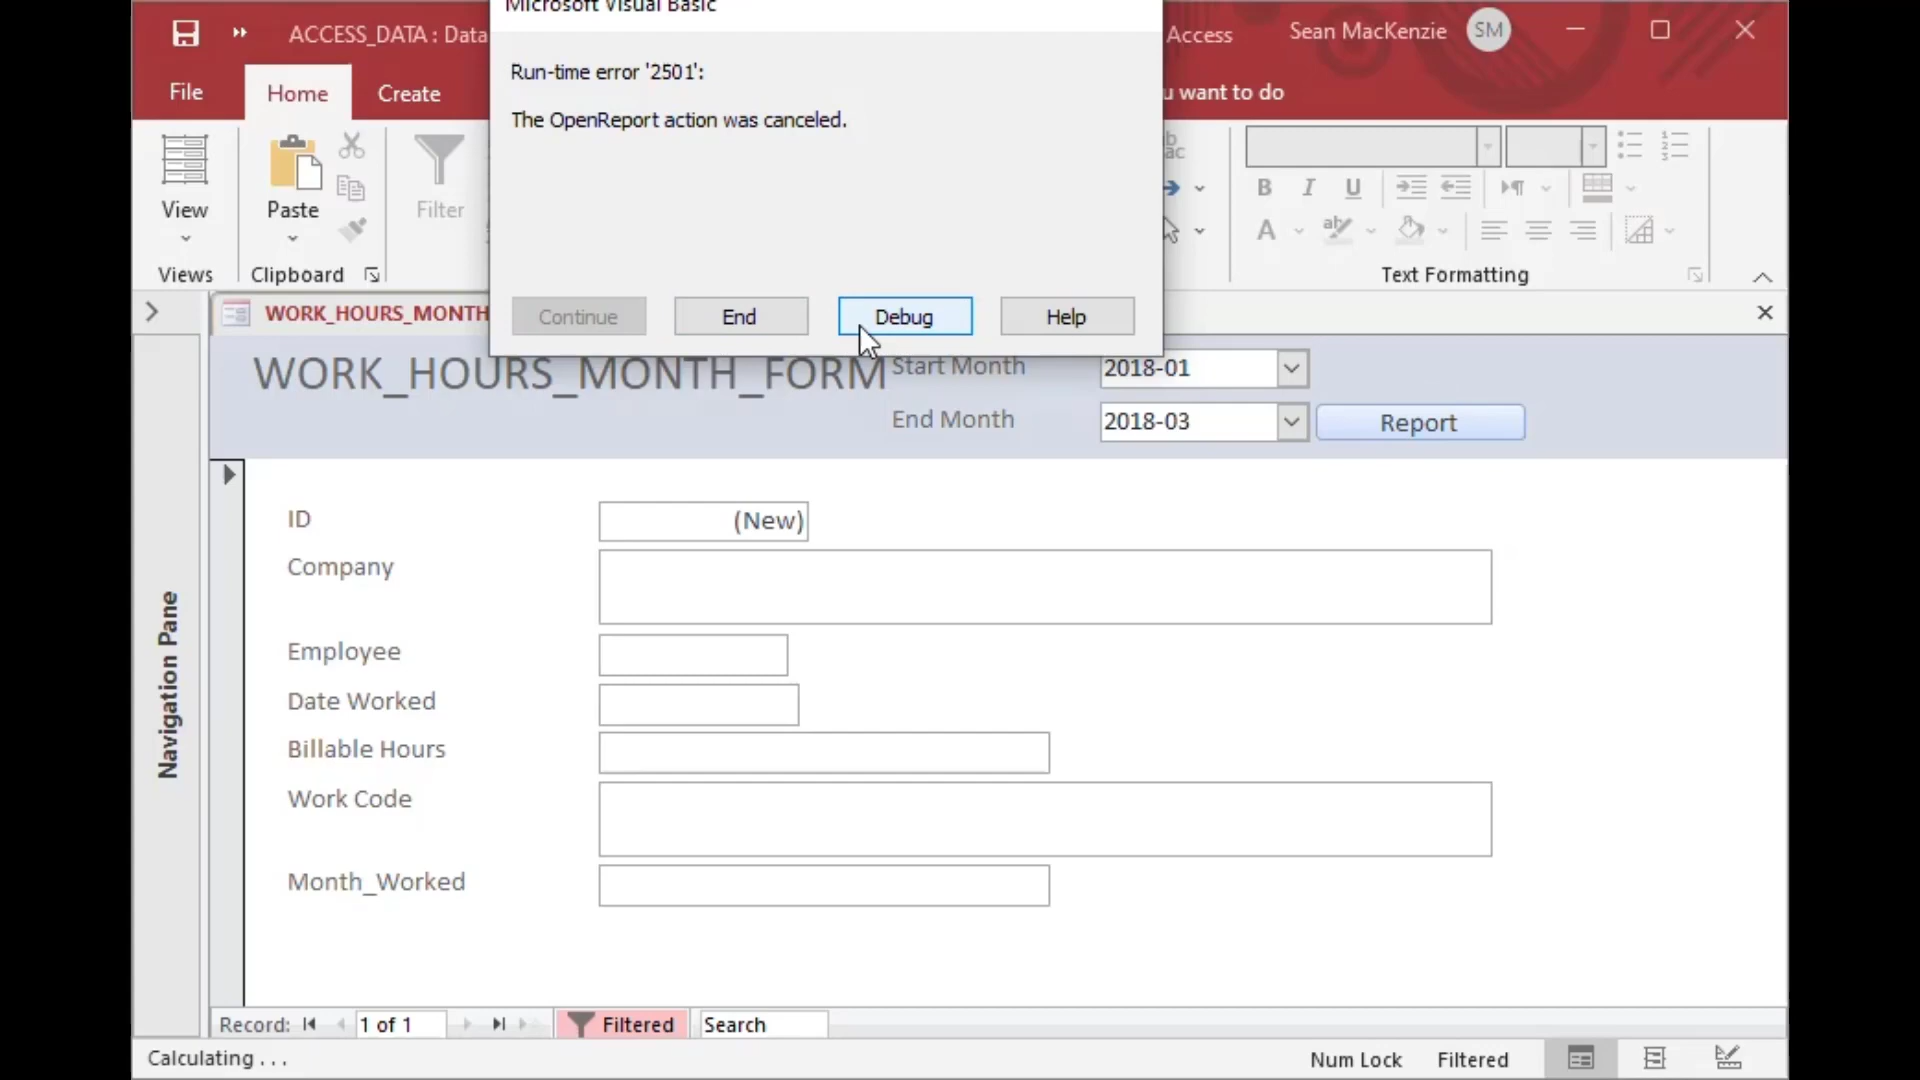 Microsoft Visual Basic
ACCESS_DATA : Data
Access
Sean MacKenzie
SM
File
Home
Create
u want to do
Run-time error '2501':
The OpenReport action was canceled.
Continue
End
Debug
Help
View
Paste
Filter
Views
Clipboard
Text Formatting
B I U
A
WORK_HOURS_MONTH
WORK_HOURS_MONTH_FORM
Start Month
2018-01
End Month
2018-03
Report
Navigation Pane
ID
(New)
Company
Employee
Date Worked
Billable Hours
Work Code
Month_Worked
Record:
1 of 1
Filtered
Search
Calculating . . .
Num Lock
Filtered